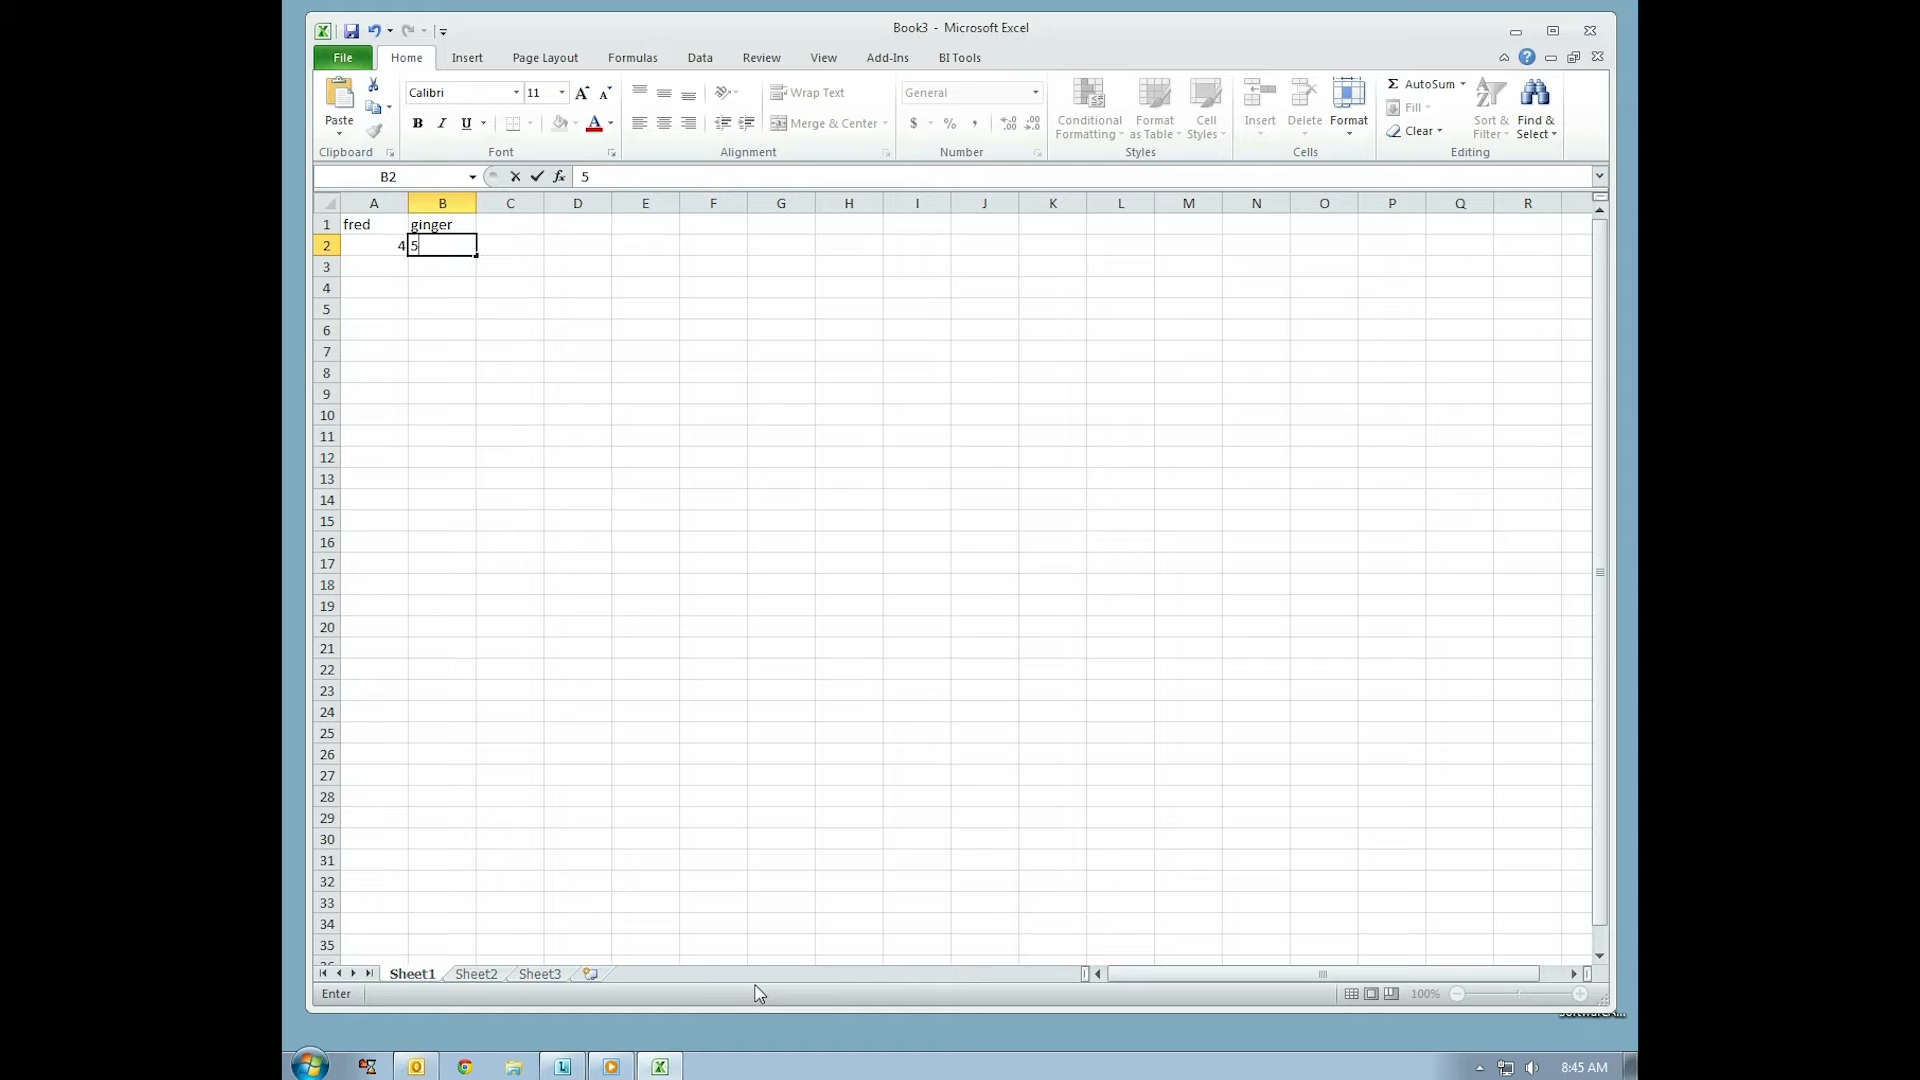 Book3 - Microsoft Excel
File Home Insert Page Layout Formulas Data Review View Add-Ins BI Tools
Paste
Clipboard
Calibri 11
B I U
Font
Wrap Text
Merge & Center
Alignment
General
$ % ,
Number
Conditional Formatting
Format as Table
Cell Styles
Styles
Insert
Delete
Format
Cells
Σ AutoSum
Fill
Clear
Sort & Filter
Find & Select
Editing
B2 fx 5
A B C D E F G H I J K L M N O P Q R
1 fred ginger
2 4 5
3
4
5
6
7
8
9
10
11
12
13
14
15
16
17
18
19
20
21
22
23
24
25
26
27
28
29
30
31
32
33
34
35
Sheet1 Sheet2 Sheet3
Enter 100%
8:45 AM